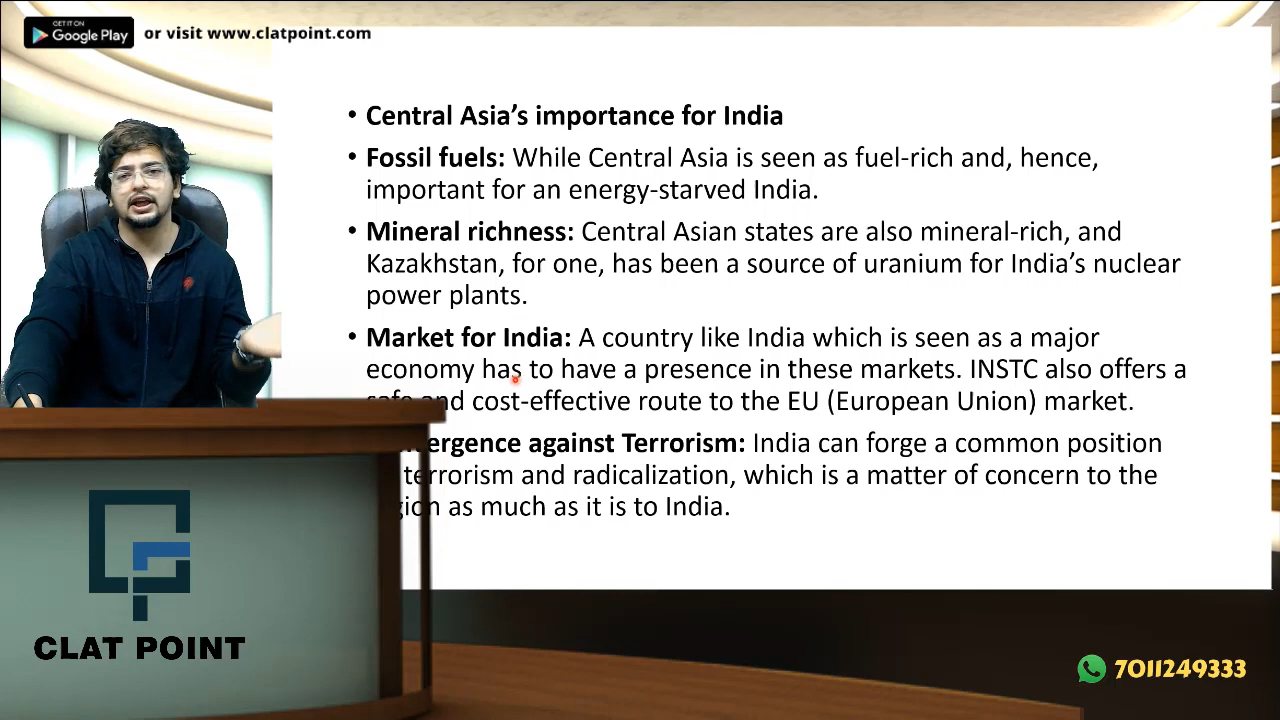 GET IT ON
Google Play
or visit www.clatpoint.com
• Central Asia’s importance for India
• Fossil fuels: While Central Asia is seen as fuel-rich and, hence,
important for an energy-starved India.
• Mineral richness: Central Asian states are also mineral-rich, and
Kazakhstan, for one, has been a source of uranium for India’s nuclear
power plants.
• Market for India: A country like India which is seen as a major
economy has to have a presence in these markets. INSTC also offers a
safe and cost-effective route to the EU (European Union) market.
against Terrorism: India can forge a common position
terrorism and radicalization, which is a matter of concern to the
as much as it is to India.
CLAT POINT
7011249333